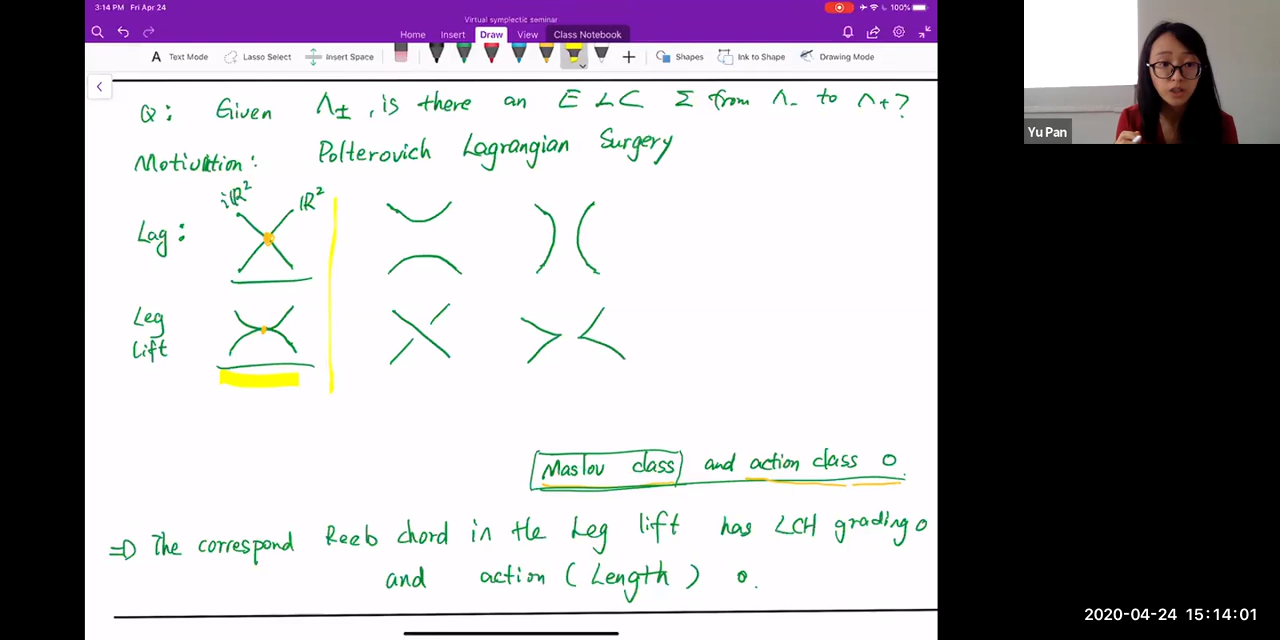 3:14 PM Fri Apr 24
100%
Virtual symplectic seminar
Home Insert Draw View Class Notebook
Text Mode Lasso Select Insert Space Shapes Ink to Shape Drawing Mode
Q: Given Λ±, is there an ELC Σ from Λ- to Λ+?
Motivation: Polterovich Lagrangian Surgery
iℝ² ℝ²
Lag:
Leg lift
Maslov class and action class 0.
⇒ The correspond Reeb chord in the Leg lift has LCH grading 0
and action (Length) 0.
Yu Pan
2020-04-24 15:14:01